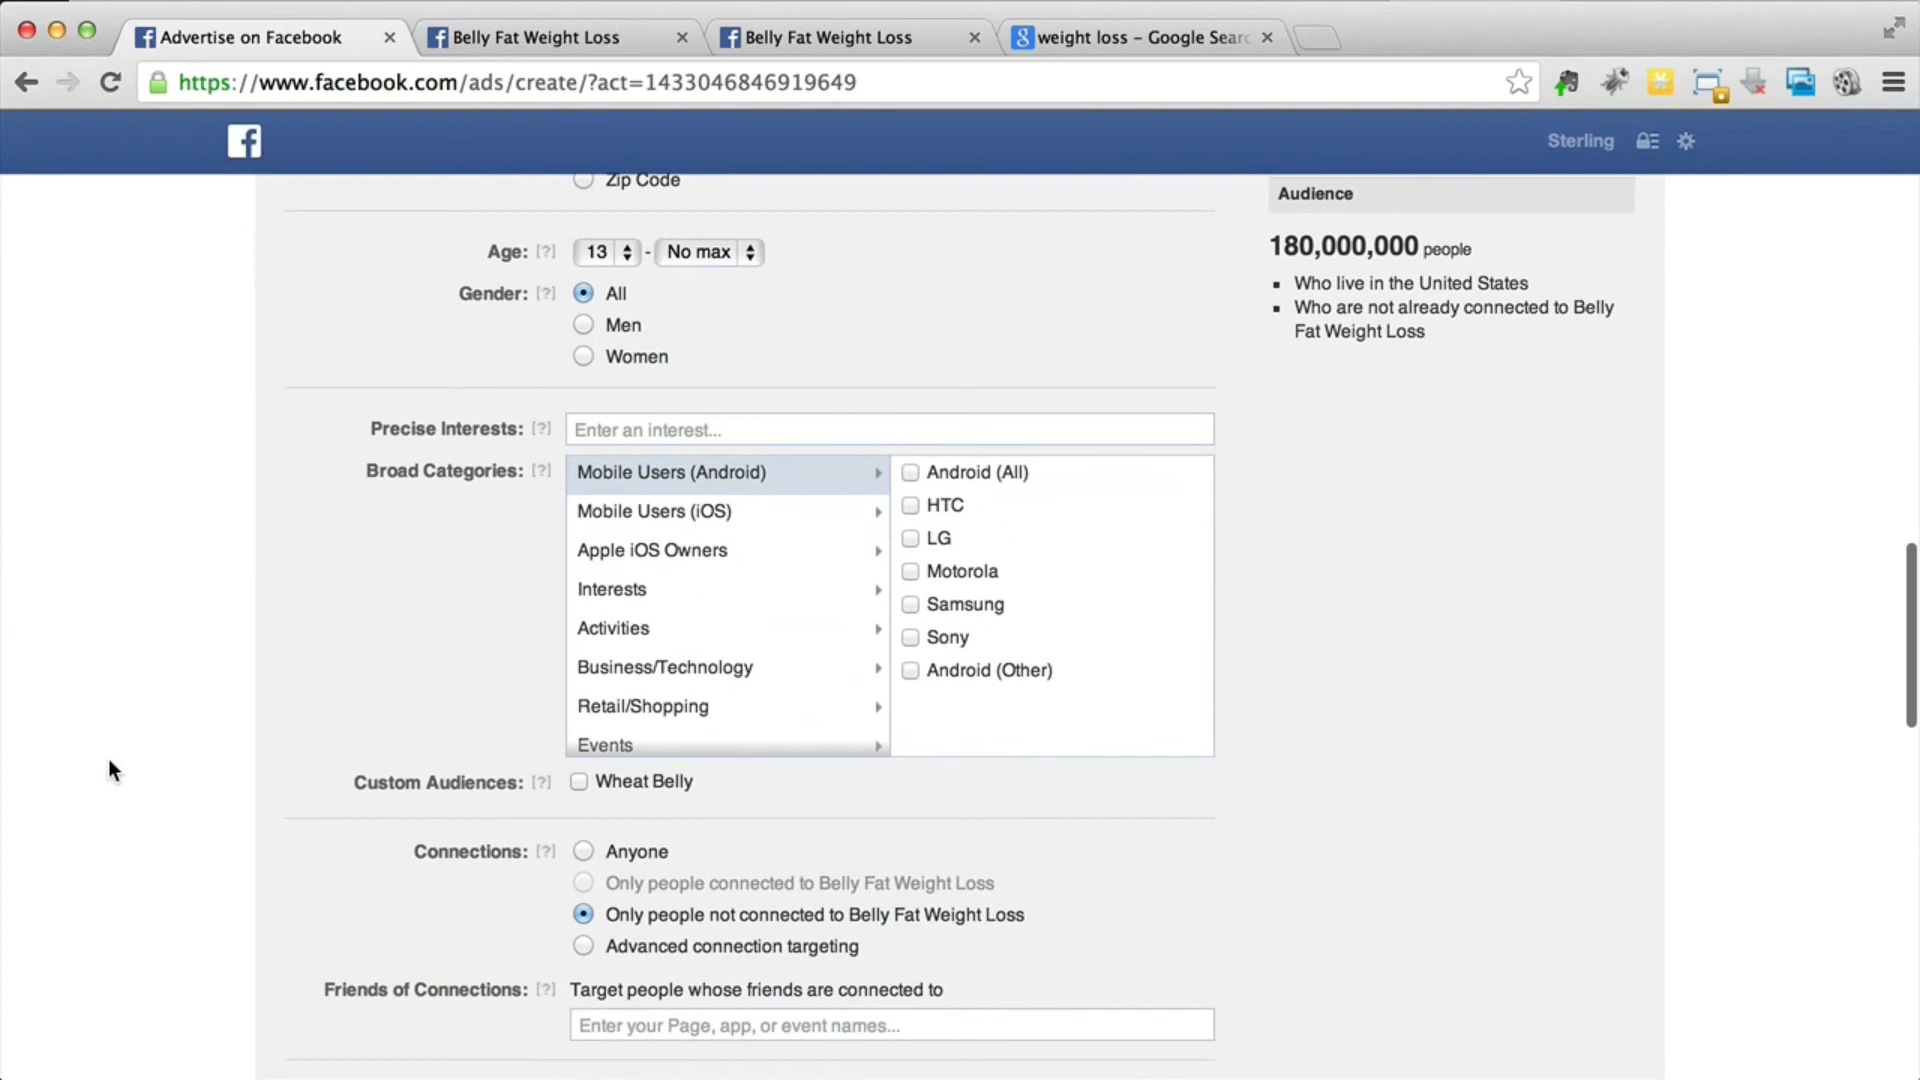 Advertise on Facebook
Belly Fat Weight Loss
Belly Fat Weight Loss
weight loss – Google Searc
https://www.facebook.com/ads/create/?act=1433046846919649
Sterling
Zip Code
Audience
180,000,000 people
Who live in the United States
Who are not already connected to Belly
Fat Weight Loss
Age: [?] 13 - No max
Gender: [?] All
Men
Women
Precise Interests: [?] Enter an interest...
Broad Categories: [?]
Mobile Users (Android)
Mobile Users (iOS)
Apple iOS Owners
Interests
Activities
Business/Technology
Retail/Shopping
Events
Android (All)
HTC
LG
Motorola
Samsung
Sony
Android (Other)
Custom Audiences: [?] Wheat Belly
Connections: [?] Anyone
Only people connected to Belly Fat Weight Loss
Only people not connected to Belly Fat Weight Loss
Advanced connection targeting
Friends of Connections: [?] Target people whose friends are connected to
Enter your Page, app, or event names...